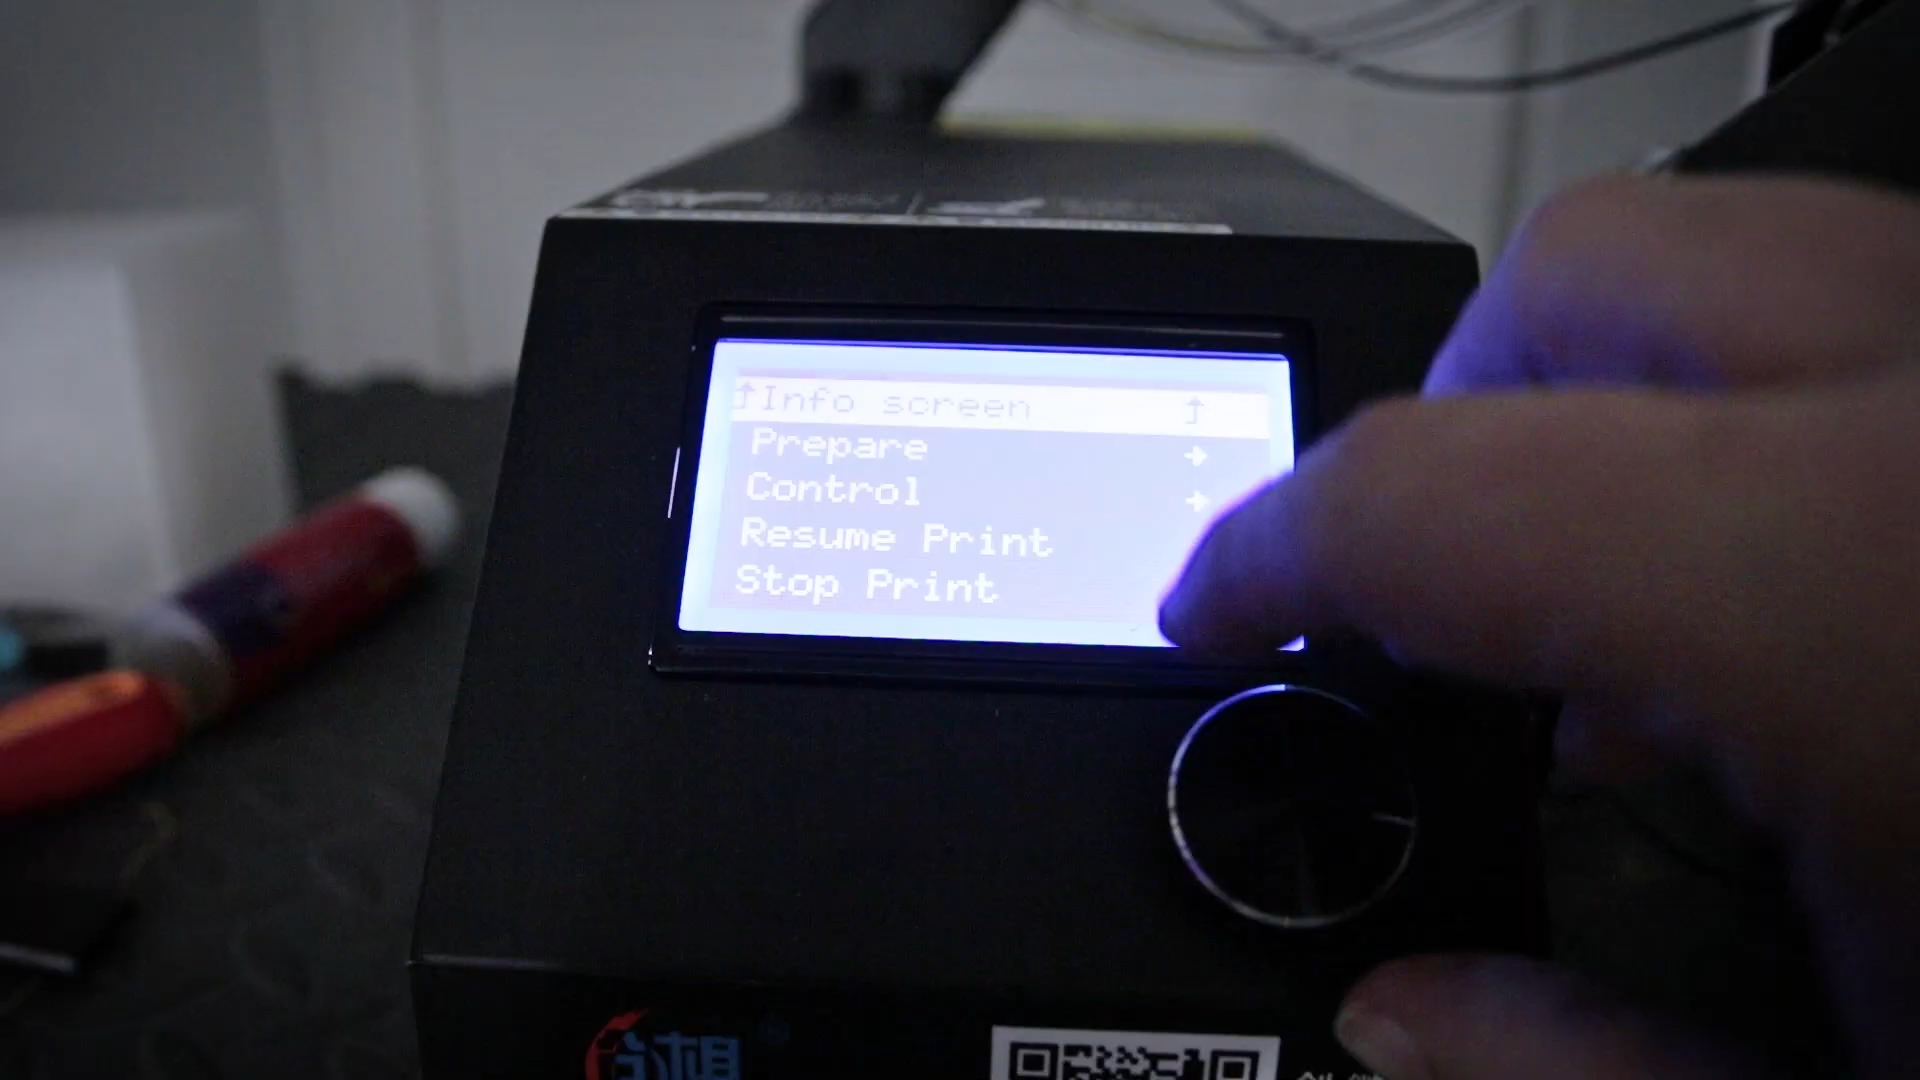 ↑Info screen ↑
Prepare →
Control →
Resume Print
Stop Print